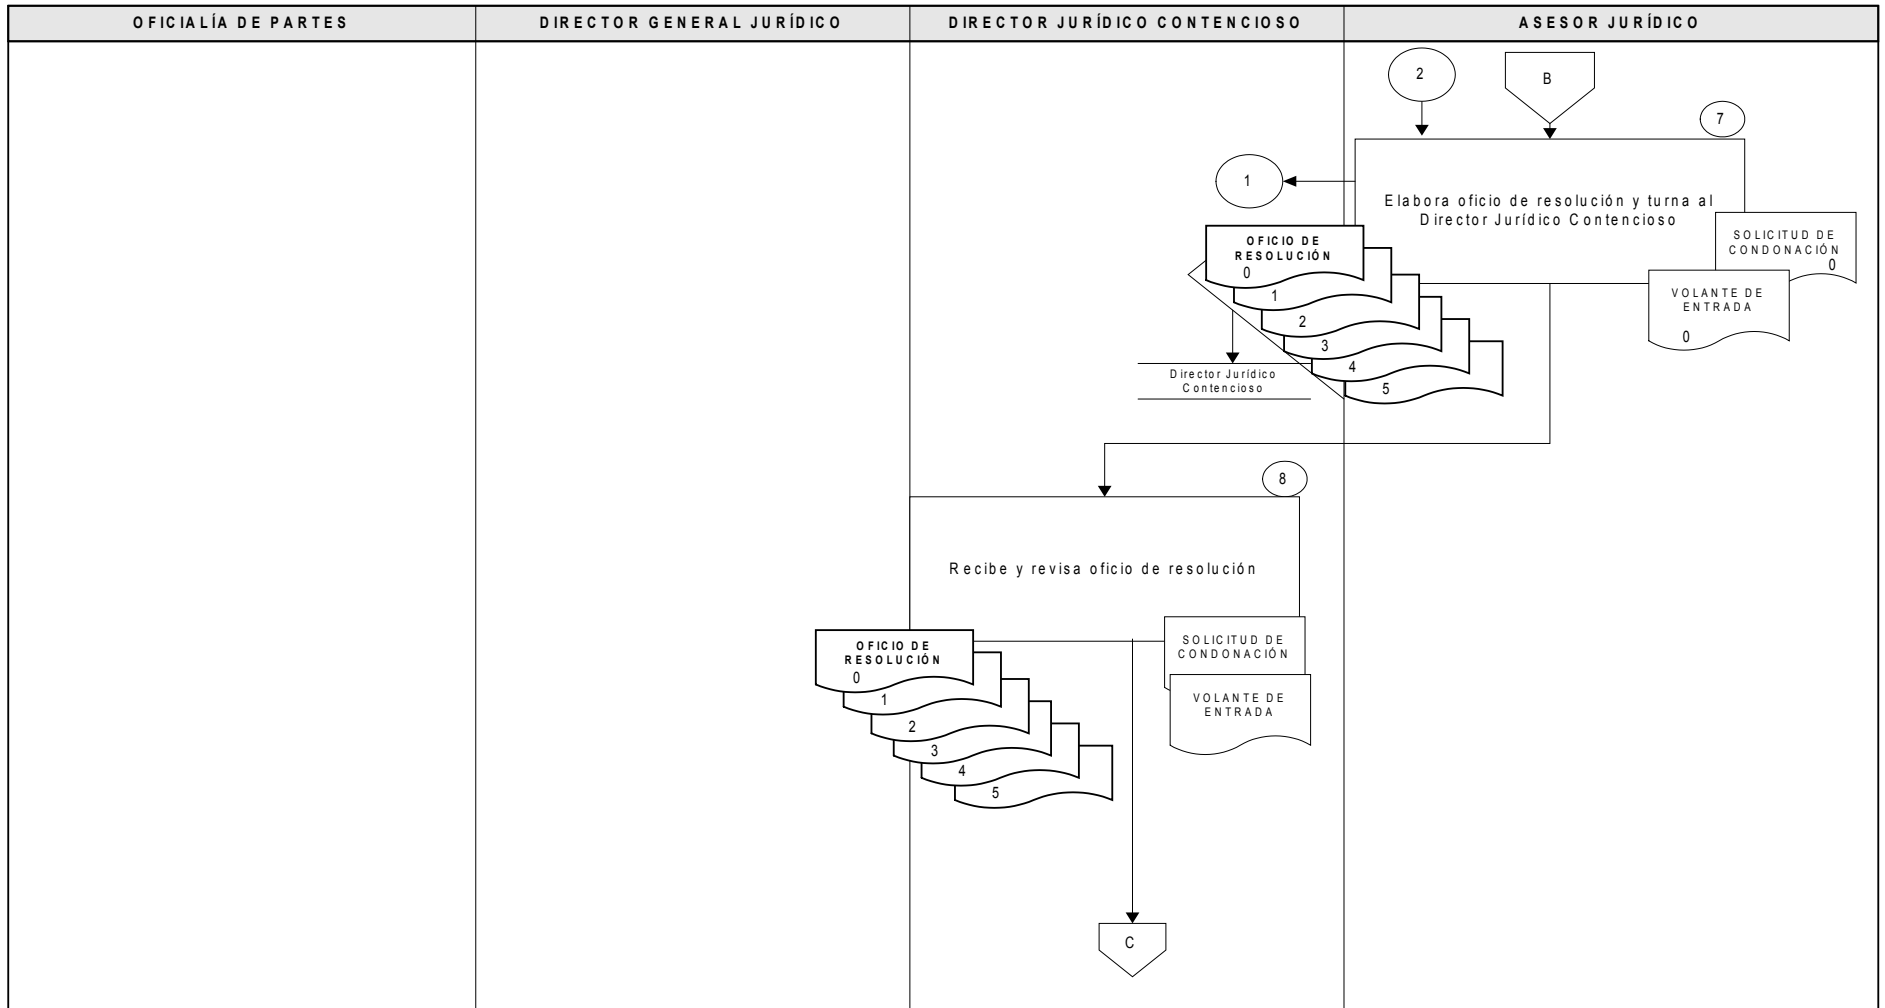 OFICIALÍA DE PARTES
DIRECTOR GENERAL JURÍDICO
DIRECTOR JURÍDICO CONTENCIOSO
ASESOR JURÍDICO
2
B
7
1
Elabora oficio de resolución y turna al
Director Jurídico Contencioso
SOLICITUD DE
CONDONACIÓN
0
VOLANTE DE
ENTRADA
0
OFICIO DE
RESOLUCIÓN
0
1
2
3
4
5
Director Jurídico
Contencioso
8
Recibe y revisa oficio de resolución
OFICIO DE
RESOLUCIÓN
0
1
2
3
4
5
SOLICITUD DE
CONDONACIÓN
VOLANTE DE
ENTRADA
C